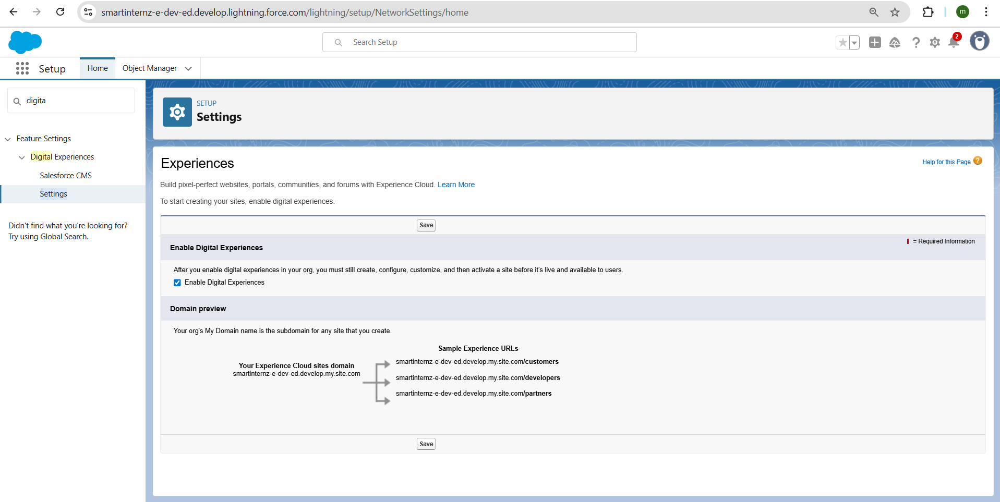 smartinternz-e-dev-ed.develop.lightning.force.com/lightning/setup/NetworkSettings/home
m
Search Setup
2
Setup
Home
Object Manager
digita
SETUP
Settings
Feature Settings
Digital Experiences
Salesforce CMS
Settings
Didn't find what you're looking for?
Try using Global Search.
Experiences
Help for this Page ?
Build pixel-perfect websites, portals, communities, and forums with Experience Cloud. Learn More
To start creating your sites, enable digital experiences.
Save
Enable Digital Experiences
= Required Information
After you enable digital experiences in your org, you must still create, configure, customize, and then activate a site before it's live and available to users.
Enable Digital Experiences
Domain preview
Your org's My Domain name is the subdomain for any site that you create.
Sample Experience URLs
Your Experience Cloud sites domain
smartinternz-e-dev-ed.develop.my.site.com
smartinternz-e-dev-ed.develop.my.site.com/customers
smartinternz-e-dev-ed.develop.my.site.com/developers
smartinternz-e-dev-ed.develop.my.site.com/partners
Save